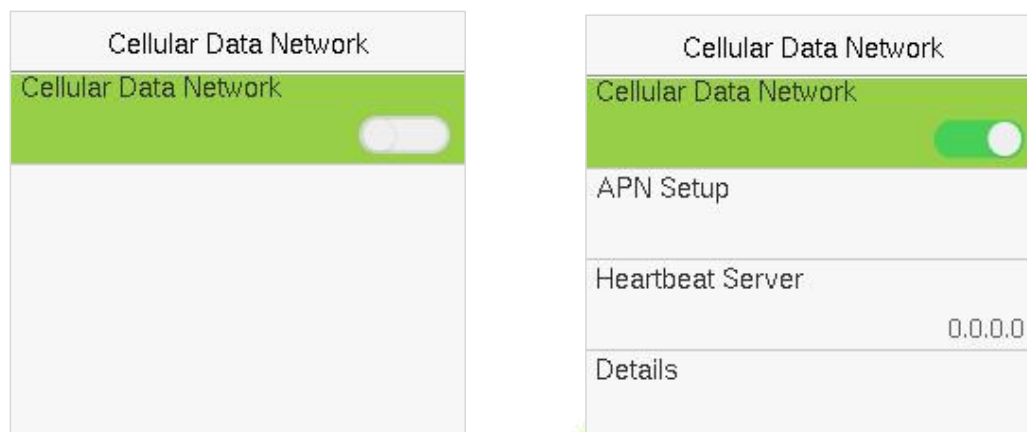 Cellular Data Network
Cellular Data Network
Cellular Data Network
Cellular Data Network
APN Setup
Heartbeat Server
0.0.0.0
Details